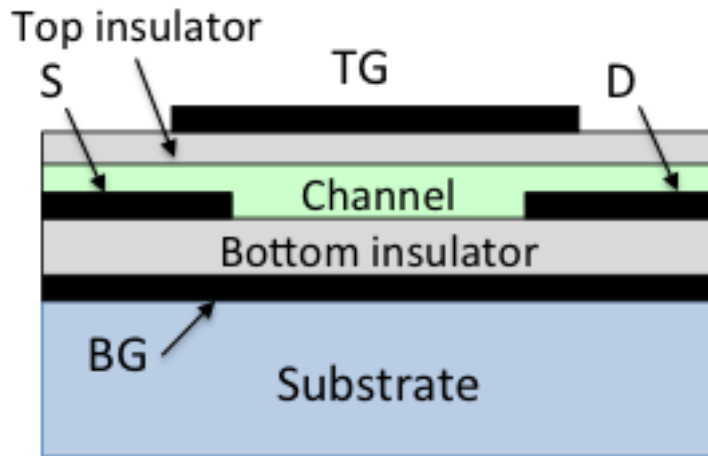 Top insulator
S
TG
D
Channel
Bottom insulator
BG
Substrate